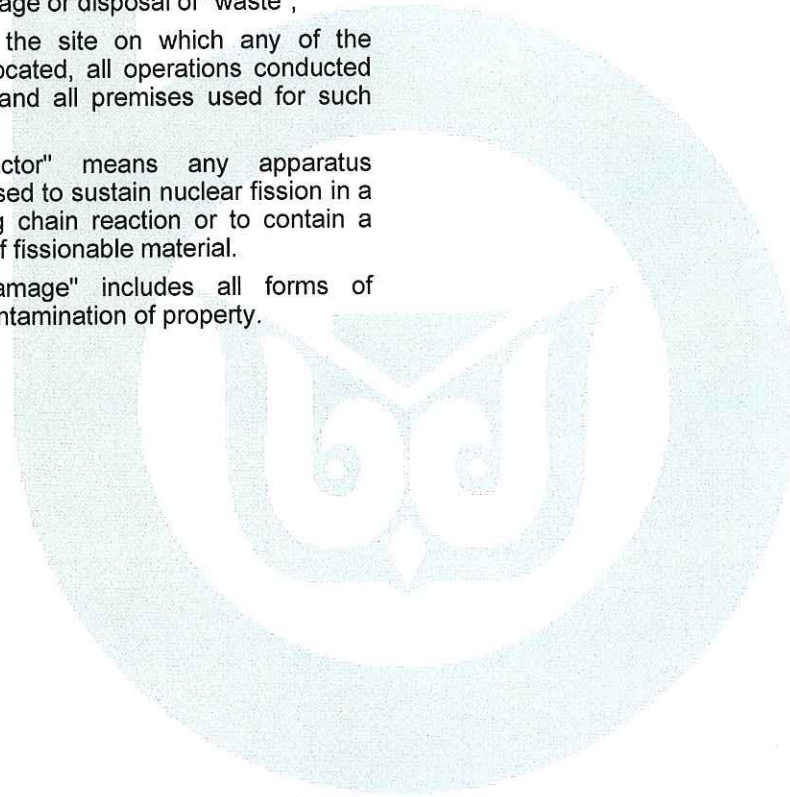 age or disposal of "waste";
the site on which any of the
ocated, all operations conducted
and all premises used for such
ctor" means any apparatus
sed to sustain nuclear fission in a
g chain reaction or to contain a
f fissionable material.
amage" includes all forms of
ntamination of property.